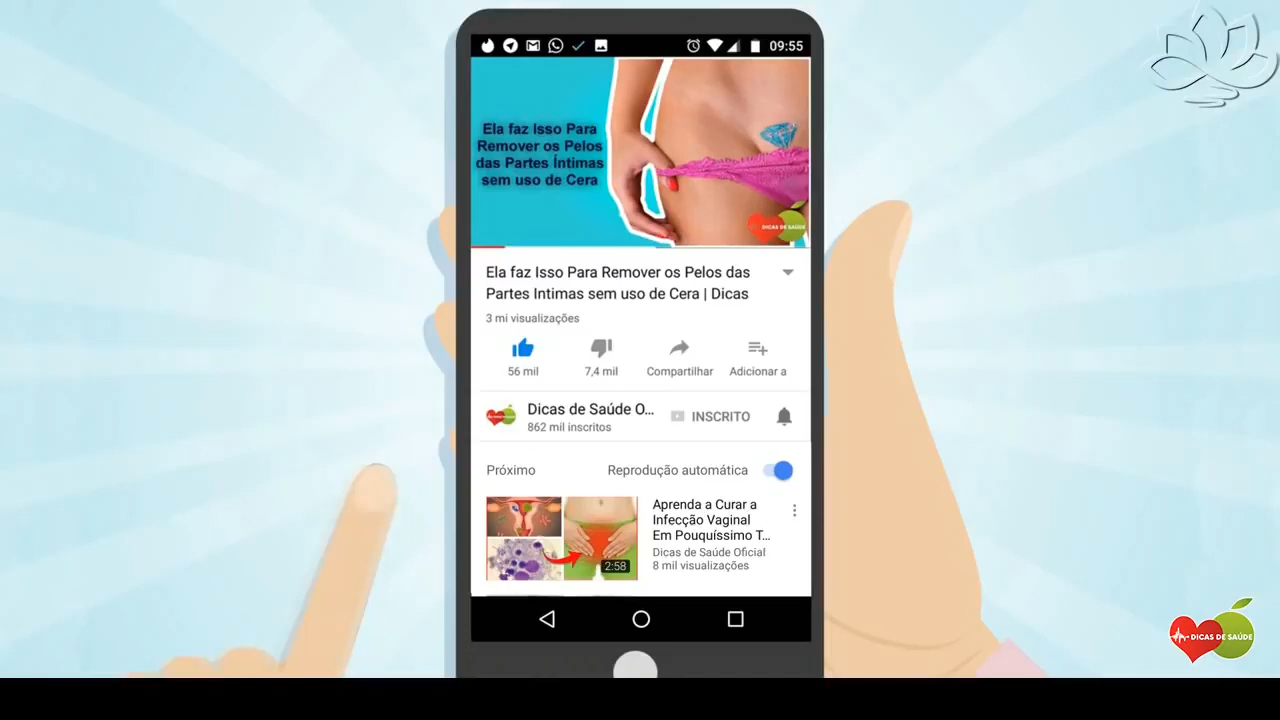 09:55
Ela faz Isso Para
Remover os Pelos
das Partes Íntimas
sem uso de Cera
DICAS DE SAÚDE
Ela faz Isso Para Remover os Pelos das
Partes Intimas sem uso de Cera | Dicas
3 mi visualizações
56 mil
7,4 mil
Compartilhar
Adicionar a
Dicas de Saúde O...
862 mil inscritos
INSCRITO
Próximo
Reprodução automática
2:58
Aprenda a Curar a
Infecção Vaginal
Em Pouquíssimo T...
Dicas de Saúde Oficial
8 mil visualizações
DICAS DE SAÚDE